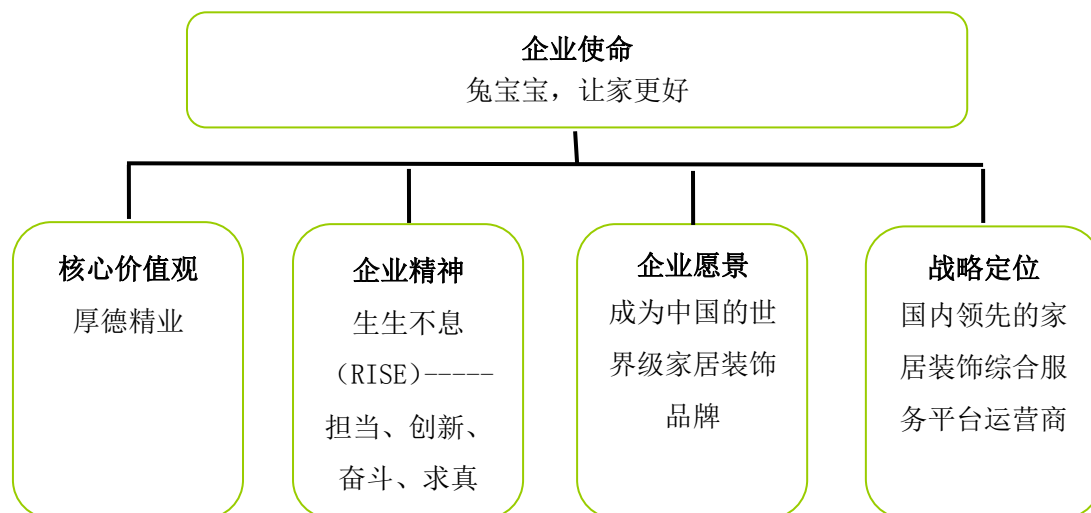 企业使命
兔宝宝，让家更好
核心价值观
厚德精业
企业精神
生生不息
（RISE）-----
担当、创新、
奋斗、求真
企业愿景
成为中国的世
界级家居装饰
品牌
战略定位
国内领先的家
居装饰综合服
务平台运营商